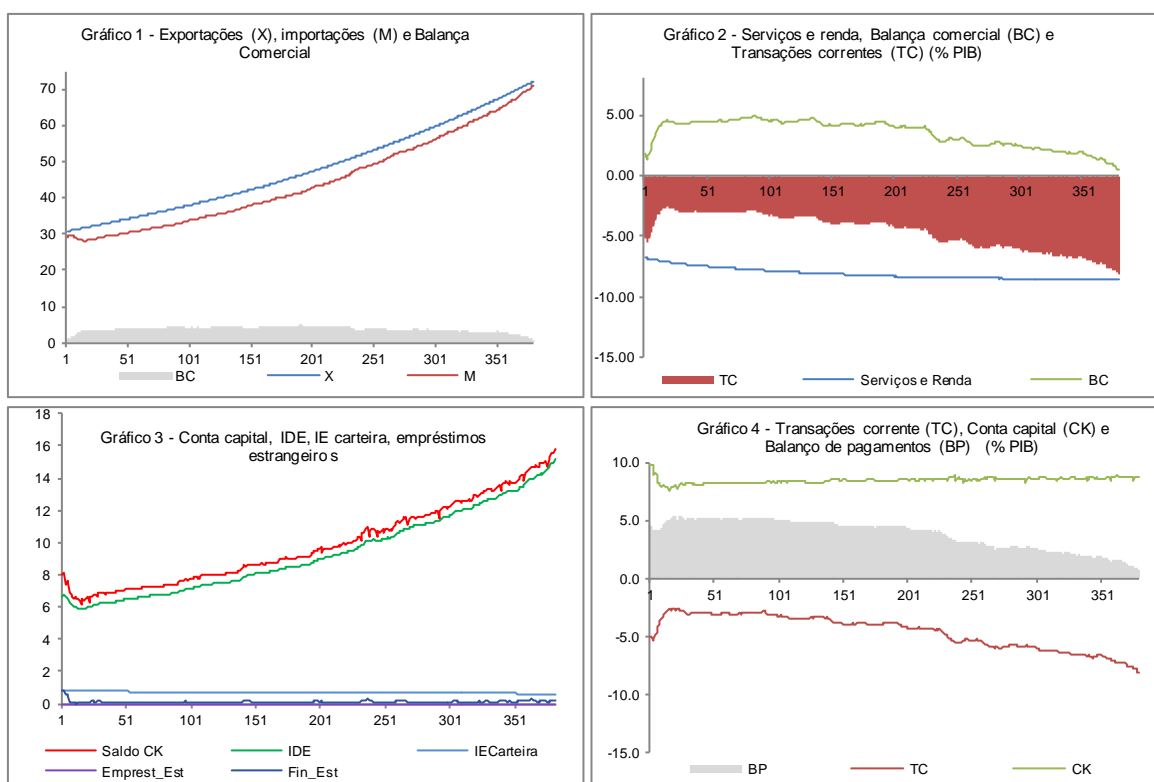 Gráfico 1 - Exportações (X), importações (M) e Balança
Comercial
70
60
50
40
30
20
10
0
1 51 101 151 201 251 301 351
BC X M
Gráfico 2 - Serviços e renda, Balança comercial (BC) e
Transações correntes (TC) (% PIB)
5.00
0.00
1 51 101 151 201 251 301 351
-5.00
-10.00
-15.00
TC Serviços e Renda BC
18
Gráfico 3 - Conta capital, IDE, IE carteira, empréstimos
estrangeiros
16
14
12
10
8
6
4
2
0
1 51 101 151 201 251 301 351
Saldo CK IDE IECarteira
Emprest_Est Fin_Est
Gráfico 4 - Transações corrente (TC), Conta capital (CK) e
Balanço de pagamentos (BP) (% PIB)
10.0
5.0
0.0
1 51 101 151 201 251 301 351
-5.0
-10.0
-15.0
BP TC CK